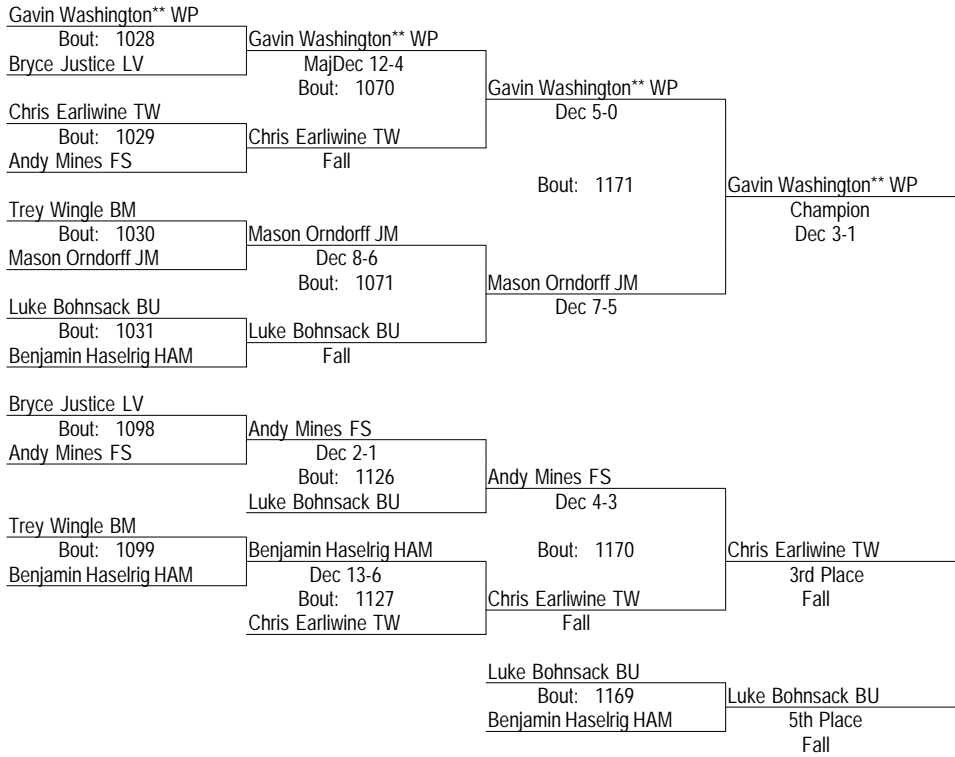 Gavin Washington** WP
Bout: 1028
Bryce Justice LV
Gavin Washington** WP
MajDec 12-4
Bout: 1070
Chris Earliwine TW
Bout: 1029
Andy Mines FS
Chris Earliwine TW
Fall
Gavin Washington** WP
Dec 5-0
Bout: 1171
Trey Wingle BM
Bout: 1030
Mason Orndorff JM
Mason Orndorff JM
Dec 8-6
Bout: 1071
Luke Bohnsack BU
Bout: 1031
Benjamin Haselrig HAM
Luke Bohnsack BU
Fall
Mason Orndorff JM
Dec 7-5
Gavin Washington** WP
Champion
Dec 3-1
Bryce Justice LV
Bout: 1098
Andy Mines FS
Andy Mines FS
Dec 2-1
Bout: 1126
Luke Bohnsack BU
Andy Mines FS
Dec 4-3
Bout: 1170
Trey Wingle BM
Bout: 1099
Benjamin Haselrig HAM
Benjamin Haselrig HAM
Dec 13-6
Bout: 1127
Chris Earliwine TW
Chris Earliwine TW
Fall
Chris Earliwine TW
3rd Place
Fall
Luke Bohnsack BU
Bout: 1169
Benjamin Haselrig HAM
Luke Bohnsack BU
5th Place
Fall